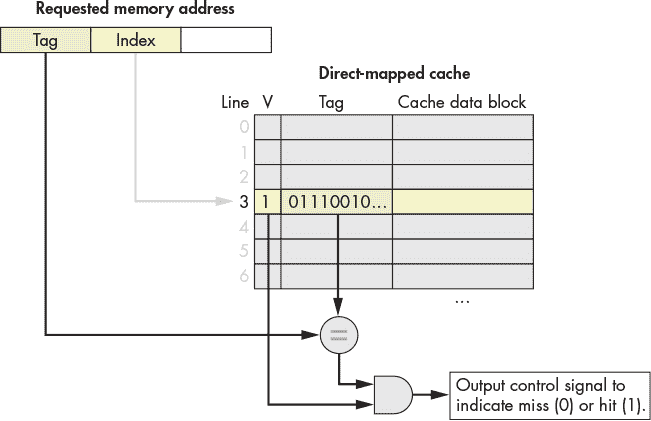 Requested memory address
Tag Index
Direct-mapped cache
Line V Tag Cache data block
0
1
2
3 1 01110010...
4
5
6
...
=
Output control signal to
indicate miss (0) or hit (1).